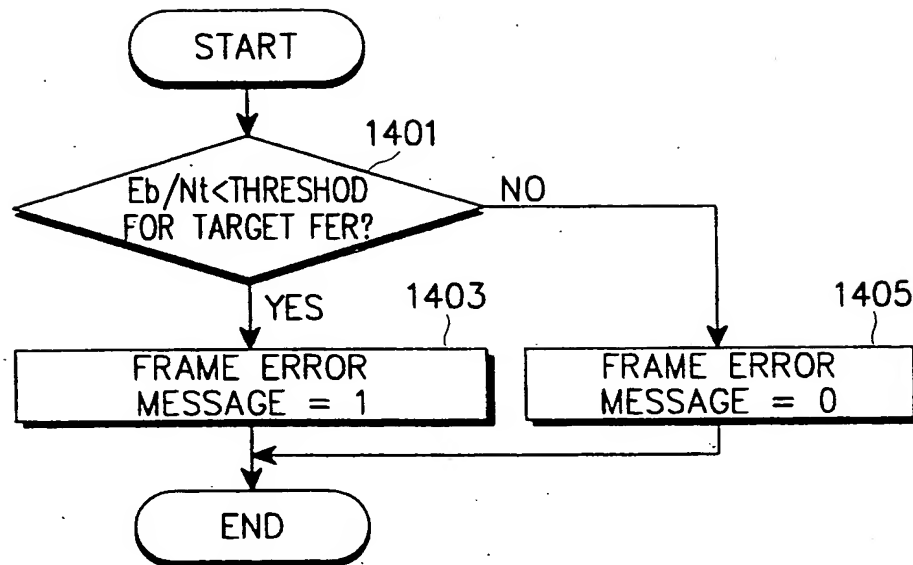 START
1401
Eb/Nt<THRESHOD
FOR TARGET FER?
NO
YES
1403
FRAME ERROR
MESSAGE = 1
1405
FRAME ERROR
MESSAGE = 0
END